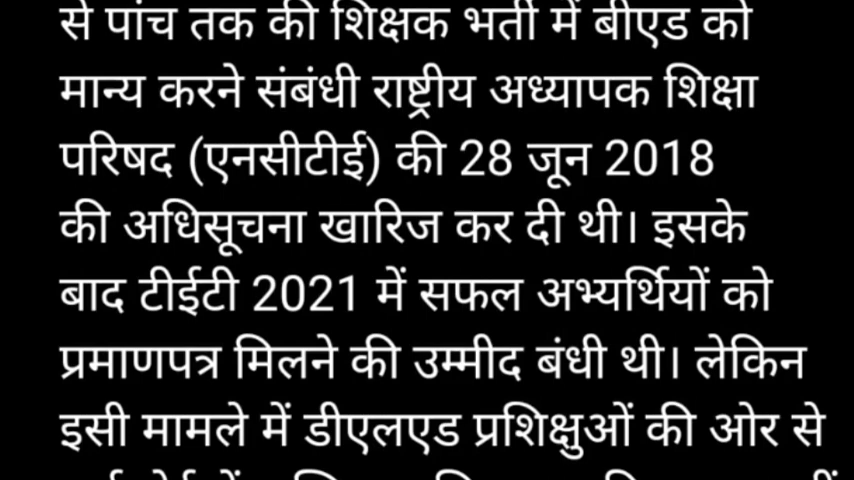 से पांच तक की शिक्षक भर्ती में बीएड को
मान्य करने संबंधी राष्ट्रीय अध्यापक शिक्षा
परिषद (एनसीटीई) की 28 जून 2018
की अधिसूचना खारिज कर दी थी। इसके
बाद टीईटी 2021 में सफल अभ्यर्थियों को
प्रमाणपत्र मिलने की उम्मीद बंधी थी। लेकिन
इसी मामले में डीएलएड प्रशिक्षुओं की ओर से